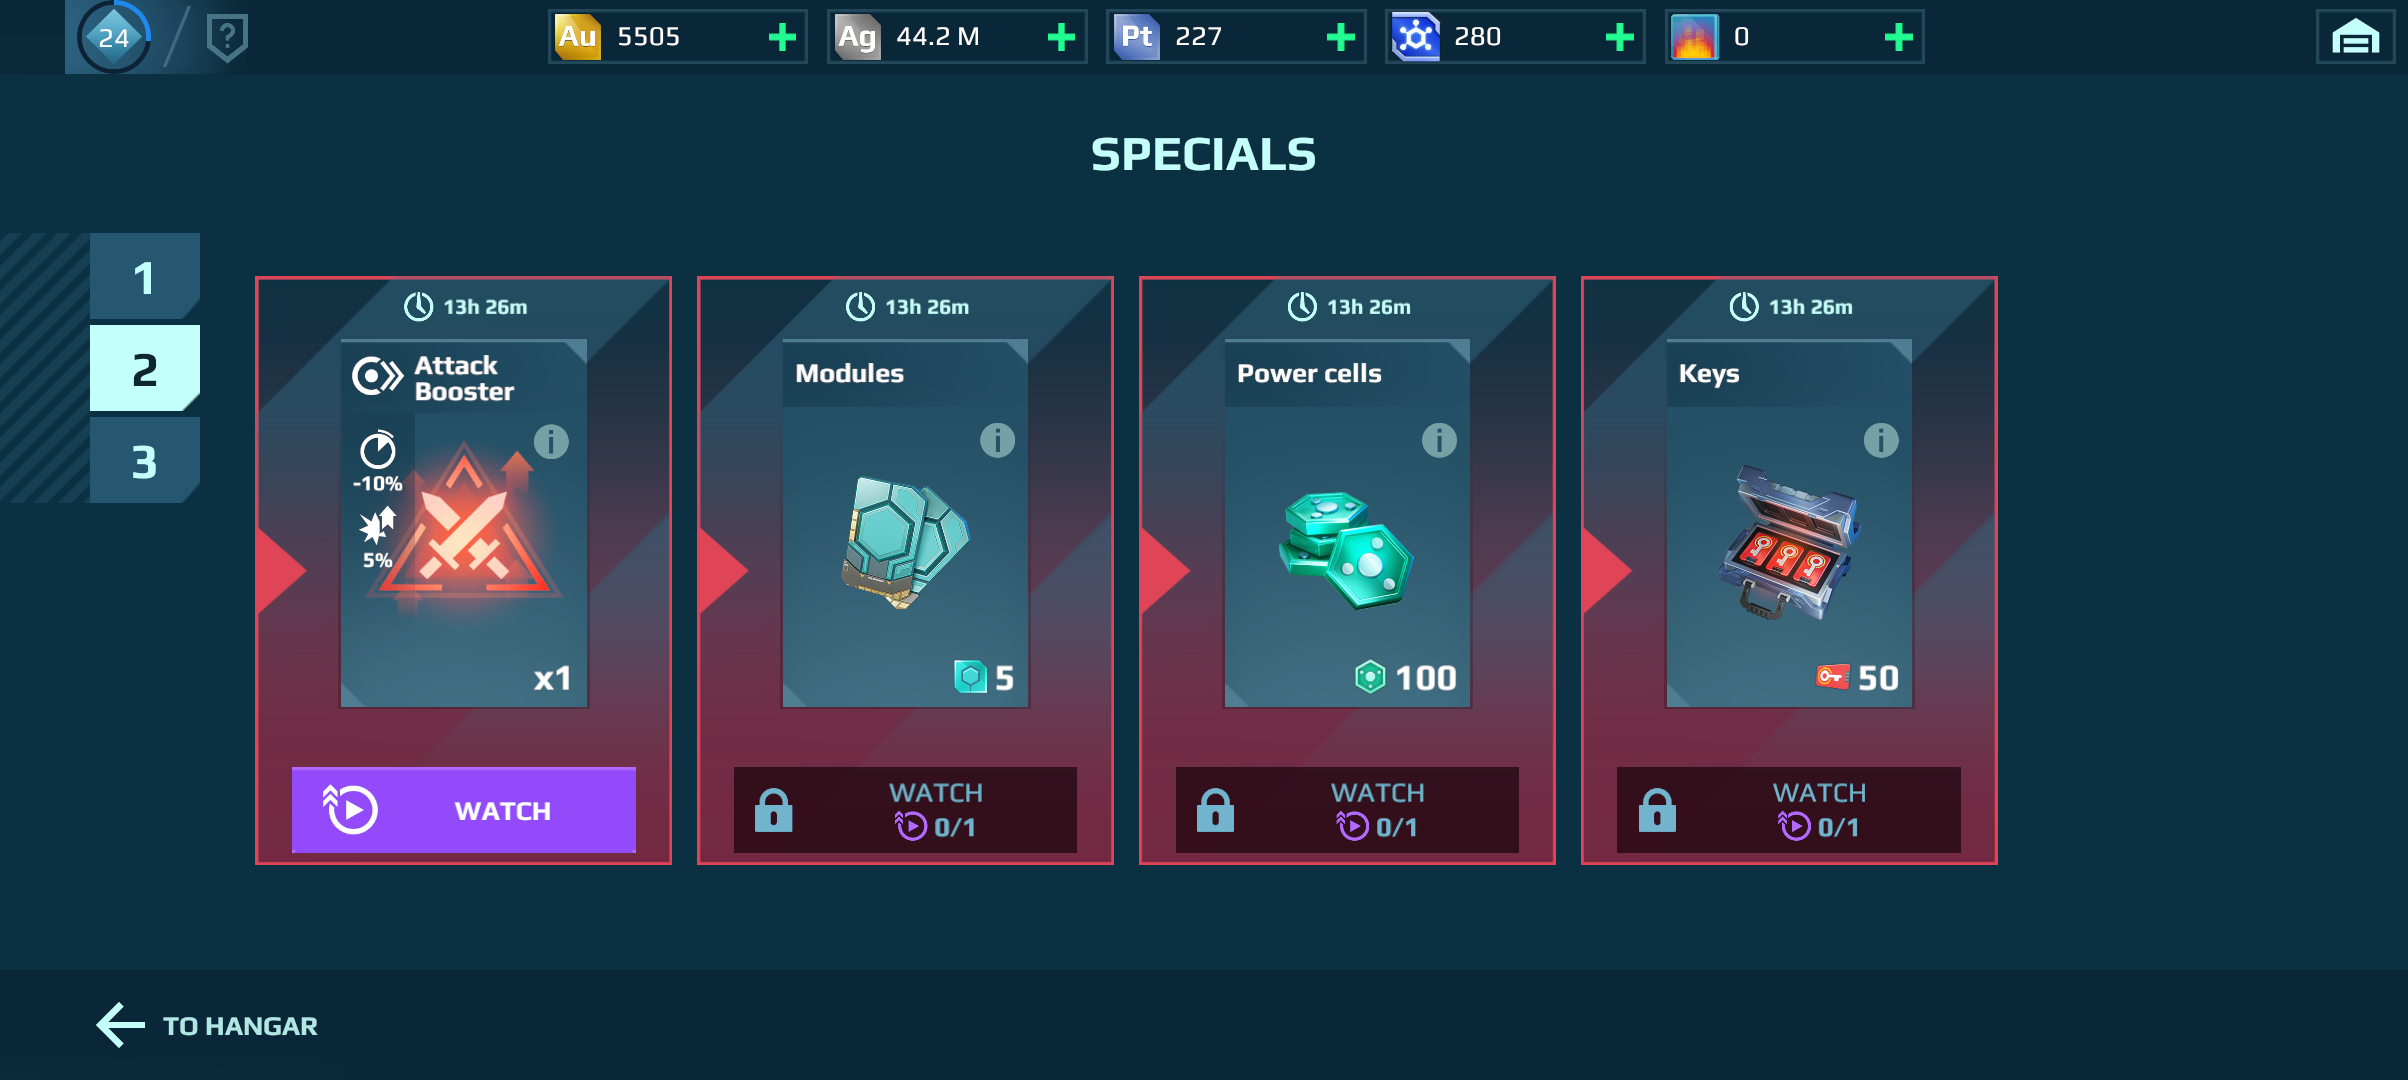 24
?
Au 5505
Ag 44.2 M
Pt 227
280
0
SPECIALS
1
2
3
13h 26m
Attack
Booster
i
-10%
5%
x1
WATCH
13h 26m
Modules
i
5
WATCH
0/1
13h 26m
Power cells
i
100
WATCH
0/1
13h 26m
Keys
i
50
WATCH
0/1
TO HANGAR